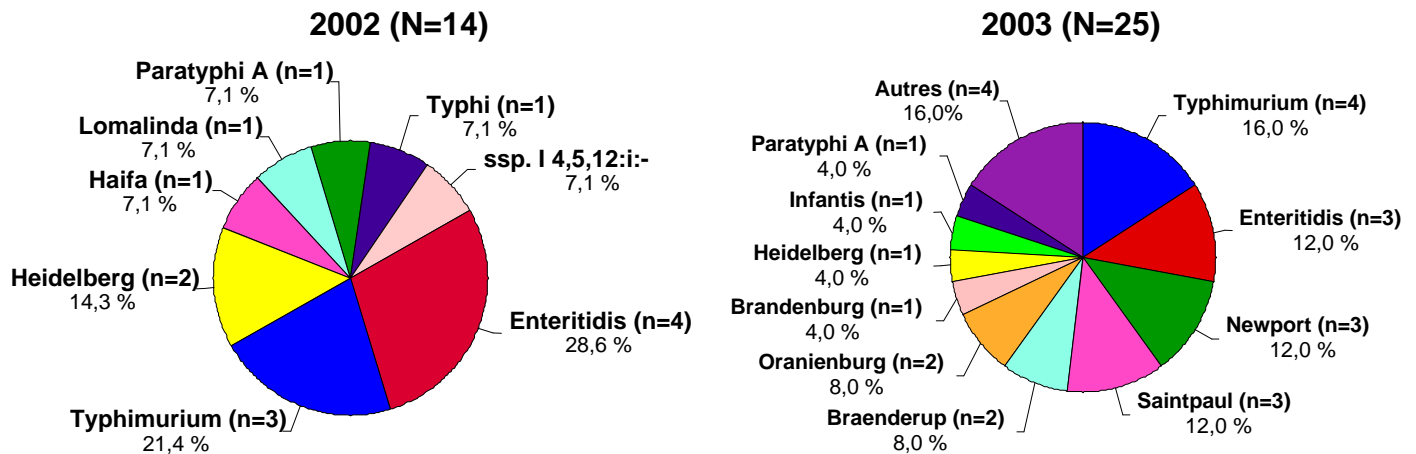 2002 (N=14)
Paratyphi A (n=1)
7,1 %
Typhi (n=1)
7,1 %
Lomalinda (n=1)
7,1 %
ssp. I 4,5,12:i:-
7,1 %
Haifa (n=1)
7,1 %
Heidelberg (n=2)
14,3 %
Enteritidis (n=4)
28,6 %
Typhimurium (n=3)
21,4 %
2003 (N=25)
Autres (n=4)
16,0%
Typhimurium (n=4)
16,0 %
Paratyphi A (n=1)
4,0 %
Infantis (n=1)
4,0 %
Enteritidis (n=3)
12,0 %
Heidelberg (n=1)
4,0 %
Brandenburg (n=1)
4,0 %
Newport (n=3)
12,0 %
Oranienburg (n=2)
8,0 %
Saintpaul (n=3)
12,0 %
Braenderup (n=2)
8,0 %